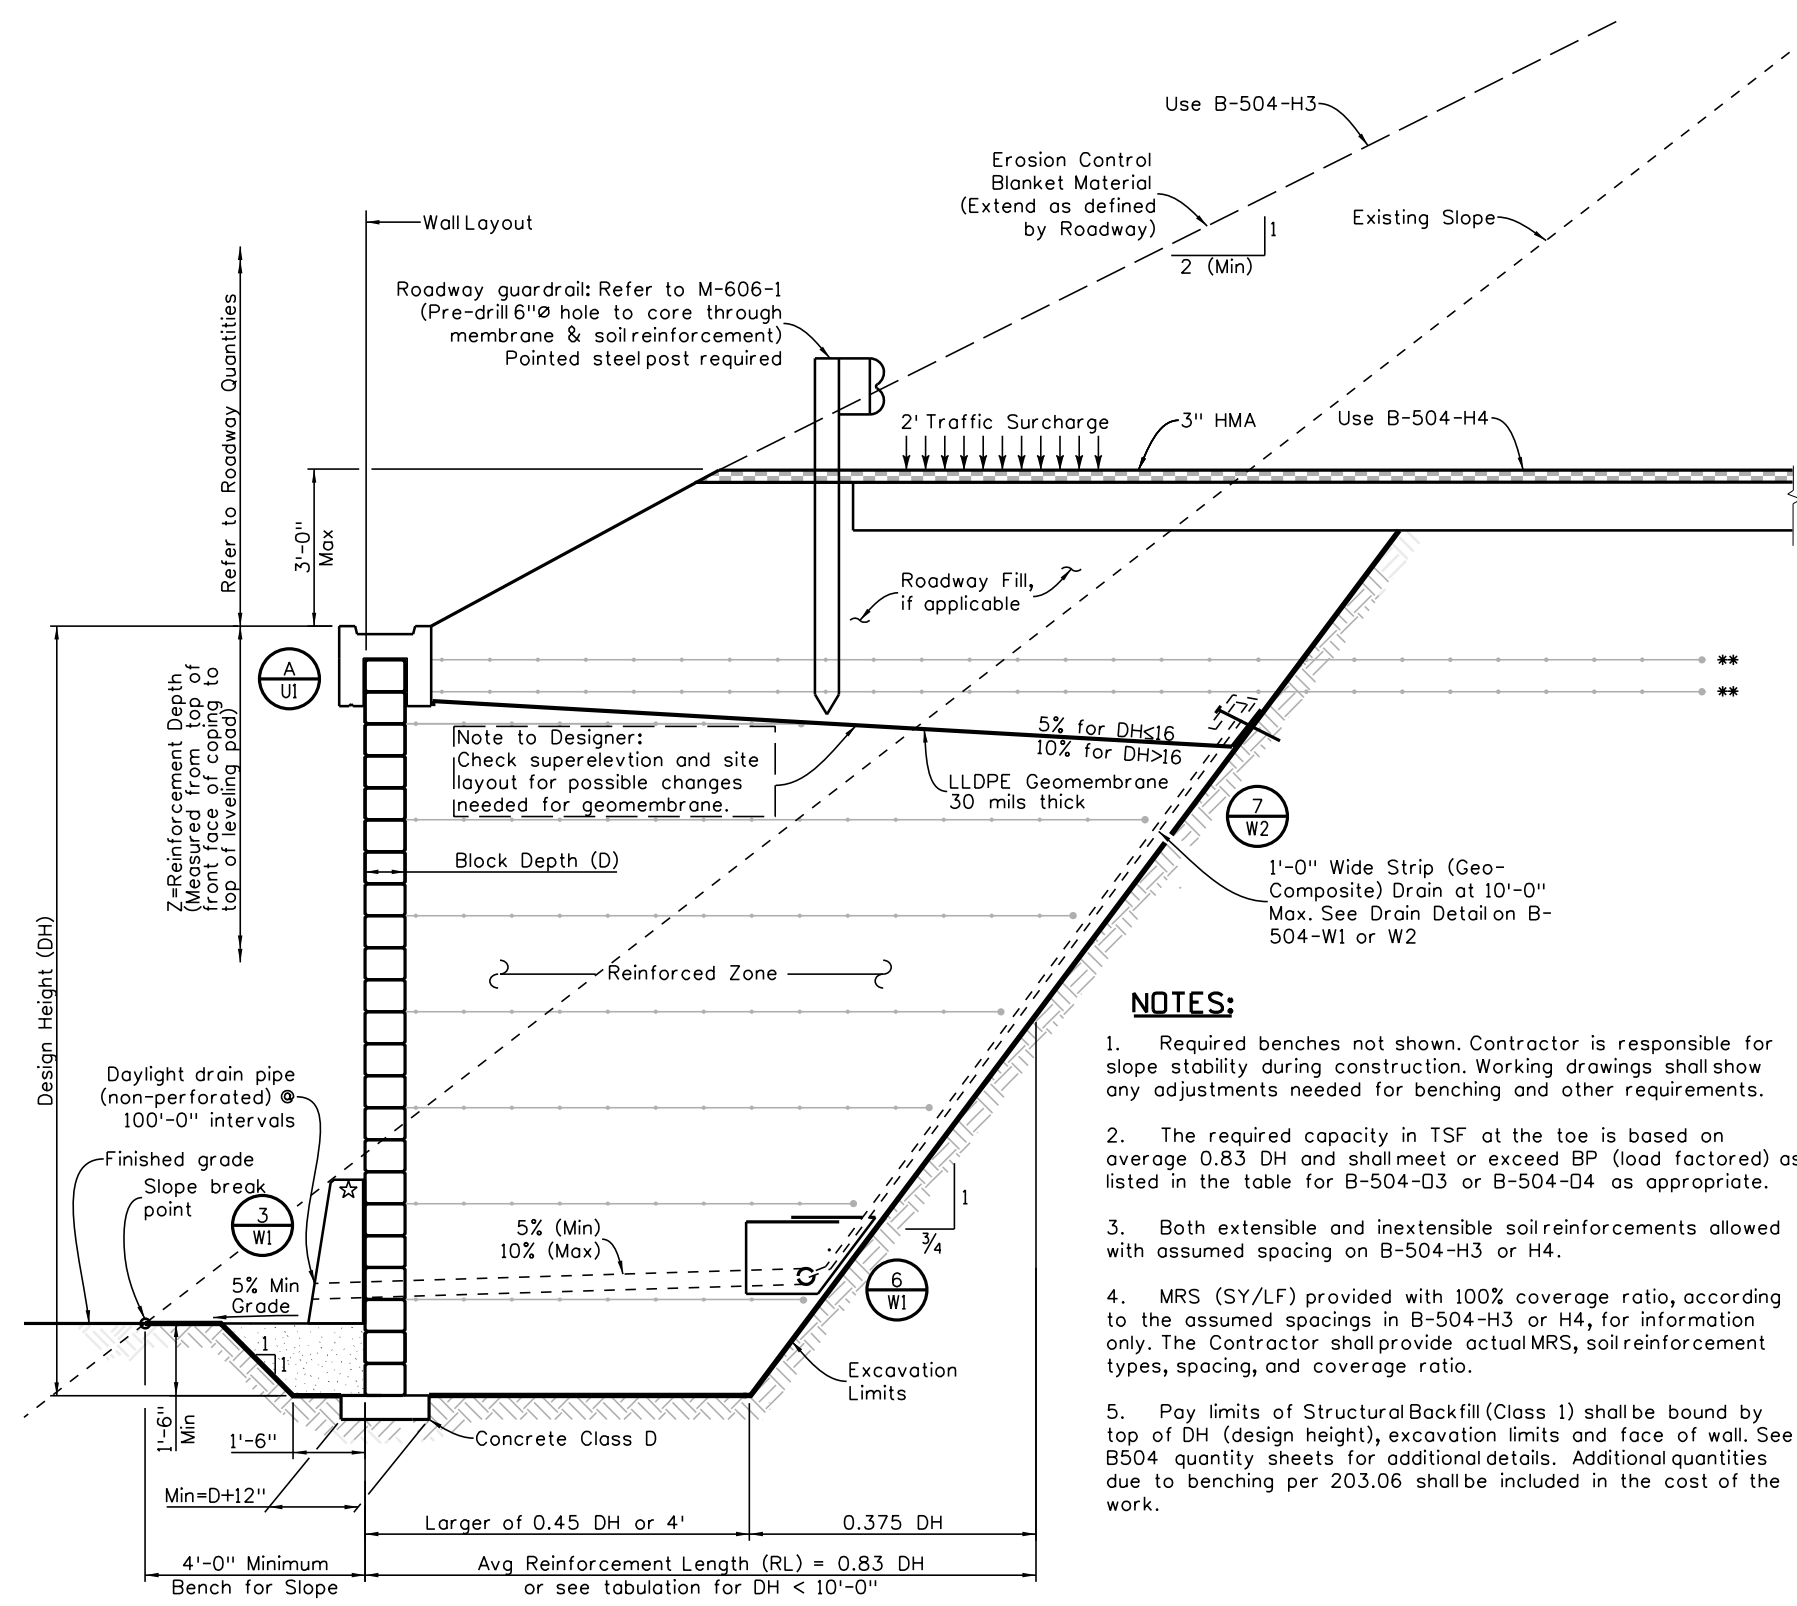 Use B-504-H3
Erosion Control
Blanket Material
(Extend as defined
by Roadway)
1
2 (Min)
Existing Slope
Wall Layout
Roadway guardrail: Refer to M-606-1
(Pre-drill 6"Ø hole to core through
membrane & soil reinforcement)
Pointed steel post required
Refer to Roadway Quantities
2' Traffic Surcharge
3" HMA
Use B-504-H4
3'-0"
Max
Roadway Fill,
if applicable
**
**
A
U1
Z=Reinforcement Depth
(Measured from top of
front face of coping to
top of leveling pad)
Note to Designer:
Check superelevtion and site
layout for possible changes
needed for geomembrane.
5% for DH≤16
10% for DH>16
LLDPE Geomembrane
30 mils thick
7
W2
Block Depth (D)
1'-0" Wide Strip (Geo-
Composite) Drain at 10'-0"
Max. See Drain Detail on B-
504-W1 or W2
Design Height (DH)
Reinforced Zone
Daylight drain pipe
(non-perforated) @
100'-0" intervals
Finished grade
Slope break
point
3
W1
5% Min
Grade
5% (Min)
10% (Max)
1
3/4
6
W1
1
1
Excavation
Limits
1'-6"
Min
1'-6"
Concrete Class D
Min=D+12"
Larger of 0.45 DH or 4'
0.375 DH
4'-0" Minimum
Bench for Slope
Avg Reinforcement Length (RL) = 0.83 DH
or see tabulation for DH < 10'-0"
NOTES:
1. Required benches not shown. Contractor is responsible for
slope stability during construction. Working drawings shall show
any adjustments needed for benching and other requirements.
2. The required capacity in TSF at the toe is based on
average 0.83 DH and shall meet or exceed BP (load factored) as
listed in the table for B-504-O3 or B-504-O4 as appropriate.
3. Both extensible and inextensible soil reinforcements allowed
with assumed spacing on B-504-H3 or H4.
4. MRS (SY/LF) provided with 100% coverage ratio, according
to the assumed spacings in B-504-H3 or H4, for information
only. The Contractor shall provide actual MRS, soil reinforcement
types, spacing, and coverage ratio.
5. Pay limits of Structural Backfill (Class 1) shall be bound by
top of DH (design height), excavation limits and face of wall. See
B504 quantity sheets for additional details. Additional quantities
due to benching per 203.06 shall be included in the cost of the
work.